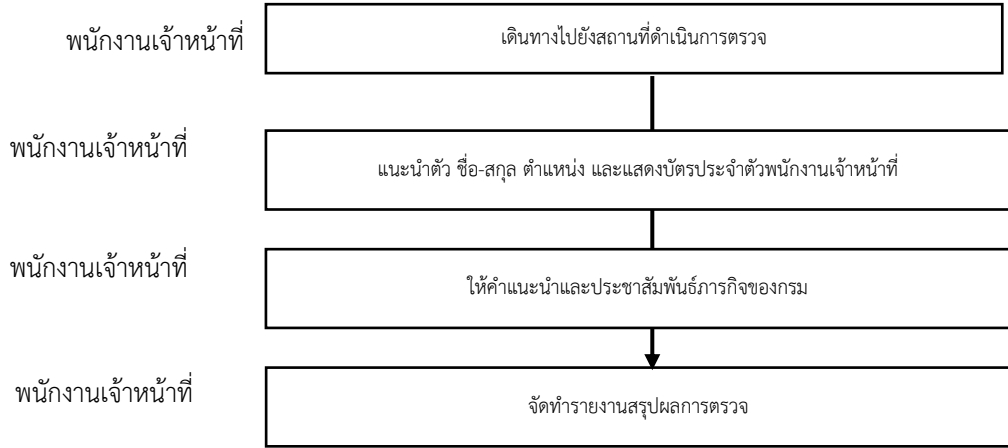 พนักงานเจ้าหน้าที่
เดินทางไปยังสถานที่ดำเนินการตรวจ
พนักงานเจ้าหน้าที่
แนะนำตัว ชื่อ-สกุล ตำแหน่ง และแสดงบัตรประจำตัวพนักงานเจ้าหน้าที่
พนักงานเจ้าหน้าที่
ให้คำแนะนำและประชาสัมพันธ์ภารกิจของกรม
พนักงานเจ้าหน้าที่
จัดทำรายงานสรุปผลการตรวจ